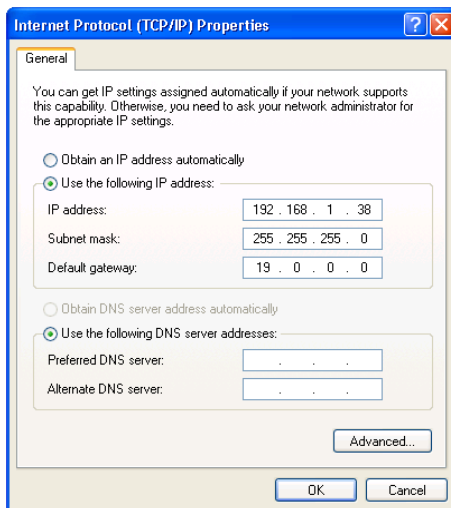 Internet Protocol (TCP/IP) Properties
General
You can get IP settings assigned automatically if your network supports
this capability. Otherwise, you need to ask your network administrator for
the appropriate IP settings.
Obtain an IP address automatically
Use the following IP address:
IP address: 192 . 168 . 1 . 38
Subnet mask: 255 . 255 . 255 . 0
Default gateway: 19 . 0 . 0 . 0
Obtain DNS server address automatically
Use the following DNS server addresses:
Preferred DNS server: . . .
Alternate DNS server: . . .
Advanced...
OK Cancel